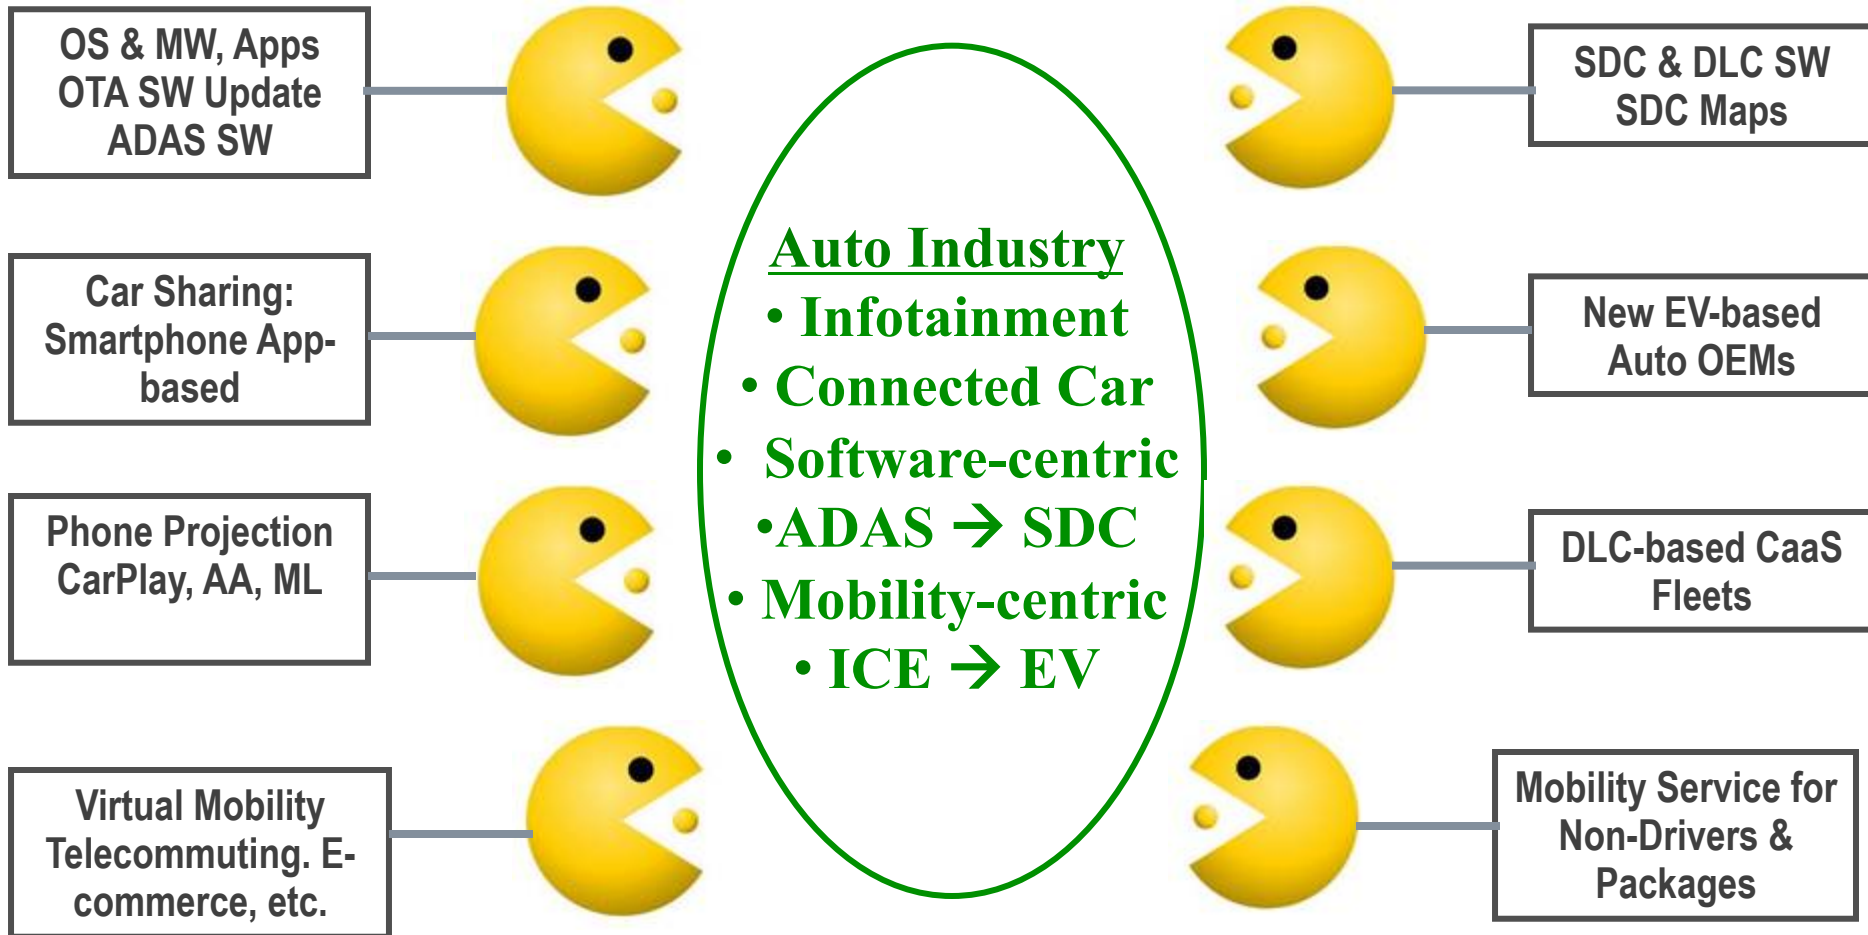 OS & MW, Apps
OTA SW Update
ADAS SW
Car Sharing:
Smartphone App-
based
Phone Projection
CarPlay, AA, ML
Virtual Mobility
Telecommuting. E-
commerce, etc.
Auto Industry
• Infotainment
• Connected Car
• Software-centric
•ADAS → SDC
• Mobility-centric
• ICE → EV
SDC & DLC SW
SDC Maps
New EV-based
Auto OEMs
DLC-based CaaS
Fleets
Mobility Service for
Non-Drivers &
Packages